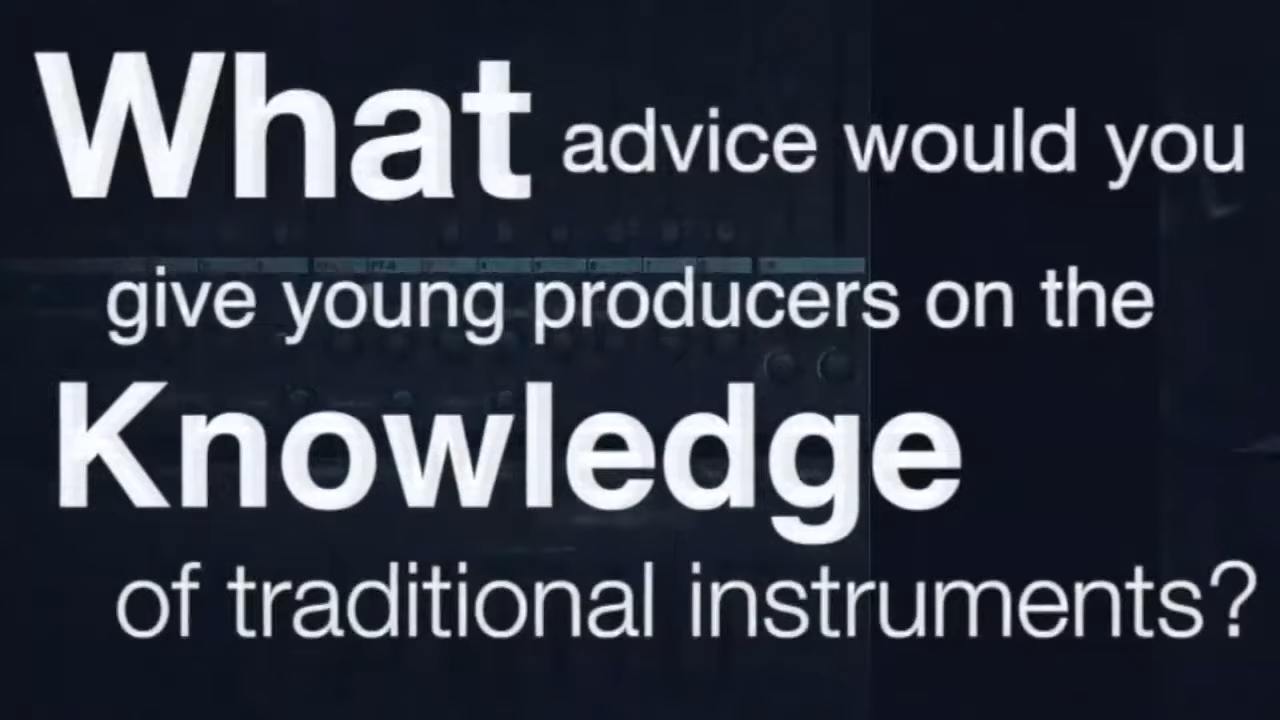 What advice would you
give young producers on the
Knowledge
of traditional instruments?